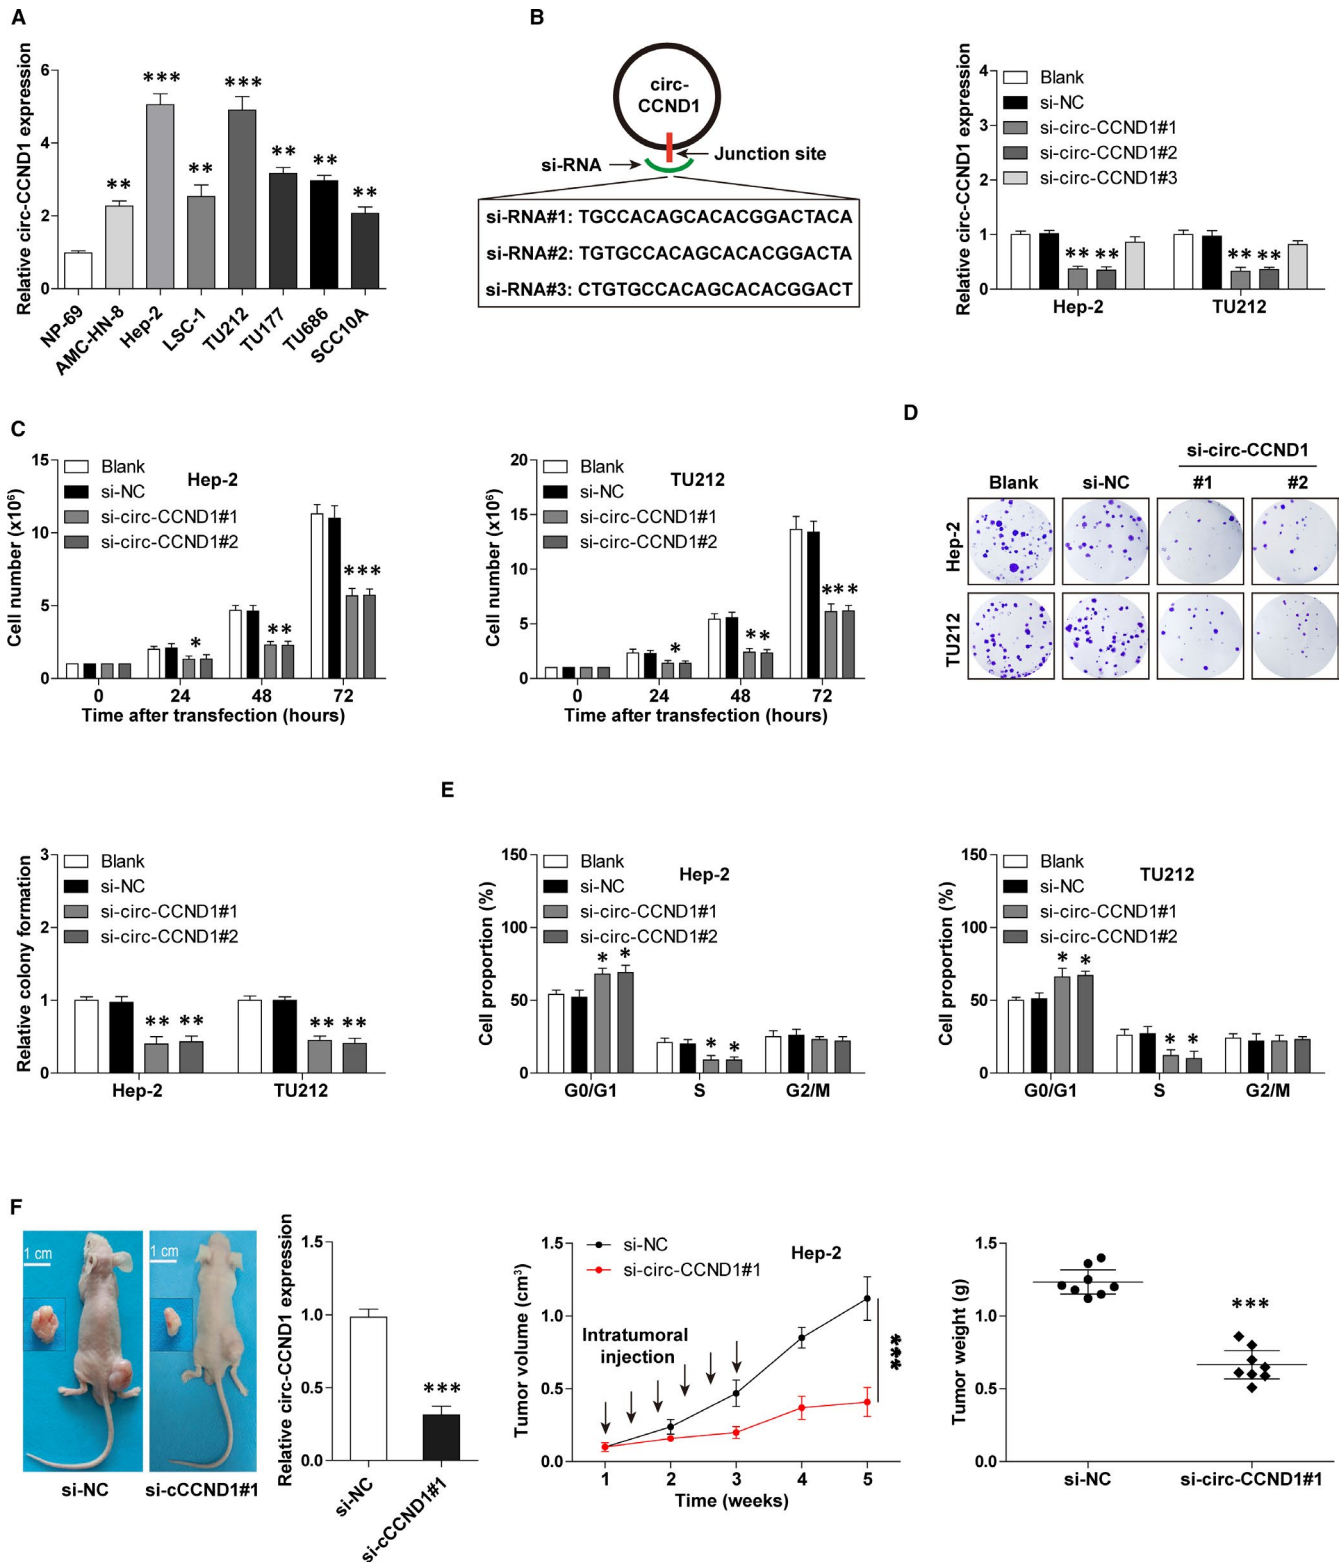 A
Relative circ-CCND1 expression
6
4
2
0
***
***
**
**
**
**
**
NP-69
AMC-HN-8
Hep-2
LSC-1
TU212
TU177
TU686
SCC10A
B
circ-
CCND1
si-RNA
Junction site
si-RNA#1: TGCCACAGCACACGGACTACA
si-RNA#2: TGTGCCACAGCACACGGACTA
si-RNA#3: CTGTGCCACAGCACACGGACT
Relative circ-CCND1 expression
4
3
2
1
0
Blank
si-NC
si-circ-CCND1#1
si-circ-CCND1#2
si-circ-CCND1#3
** ** ** **
Hep-2 TU212
C
Cell number (x10⁶)
15
10
5
0
Blank
si-NC
si-circ-CCND1#1
si-circ-CCND1#2
Hep-2
*
**
***
0 24 48 72
Time after transfection (hours)
Cell number (x10⁶)
20
15
10
5
0
Blank
si-NC
si-circ-CCND1#1
si-circ-CCND1#2
TU212
*
**
***
0 24 48 72
Time after transfection (hours)
D
si-circ-CCND1
Blank si-NC #1 #2
Hep-2
TU212
Relative colony formation
3
2
1
0
Blank
si-NC
si-circ-CCND1#1
si-circ-CCND1#2
** ** ** **
Hep-2 TU212
E
Cell proportion (%)
150
100
50
0
Blank
si-NC
si-circ-CCND1#1
si-circ-CCND1#2
Hep-2
* *
* *
G0/G1 S G2/M
Cell proportion (%)
150
100
50
0
Blank
si-NC
si-circ-CCND1#1
si-circ-CCND1#2
TU212
* *
* *
G0/G1 S G2/M
F
1 cm
1 cm
si-NC si-cCCND1#1
Relative circ-CCND1 expression
1.5
1.0
0.5
0.0
***
si-NC
si-cCCND1#1
Tumor volume (cm³)
1.5
1.0
0.5
0.0
si-NC
si-circ-CCND1#1
Hep-2
Intratumoral
injection
***
1 2 3 4 5
Time (weeks)
Tumor weight (g)
1.5
1.0
0.5
0.0
***
si-NC si-circ-CCND1#1